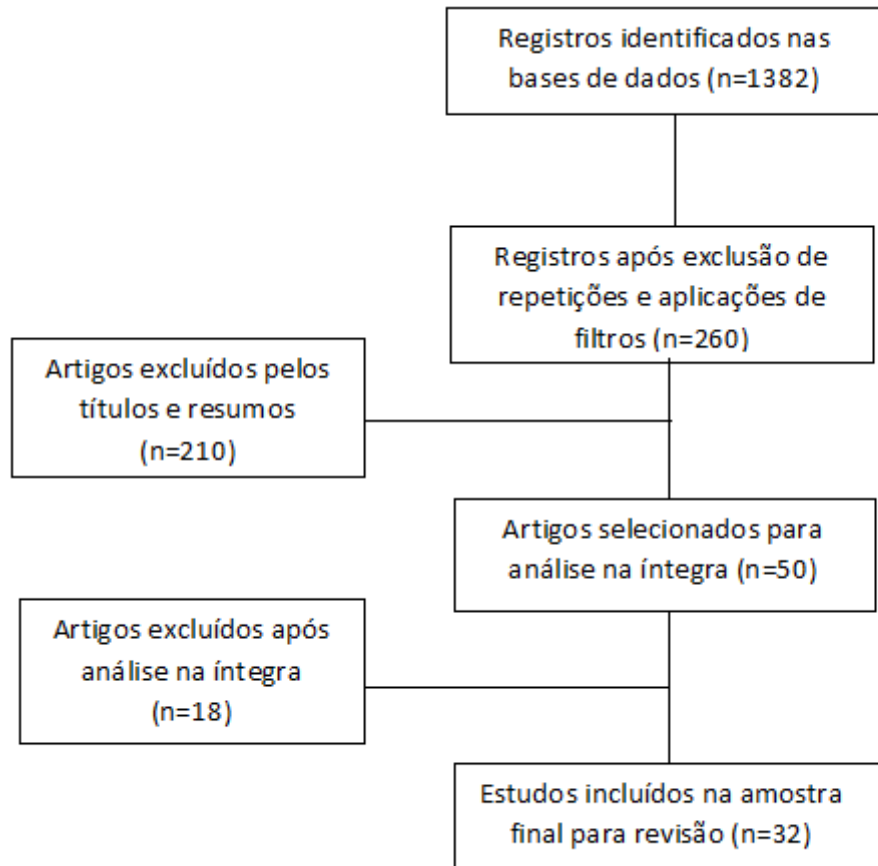 Registros identificados nas
bases de dados (n=1382)
Registros após exclusão de
repetições e aplicações de
filtros (n=260)
Artigos excluídos pelos
títulos e resumos
(n=210)
Artigos selecionados para
análise na íntegra (n=50)
Artigos excluídos após
análise na íntegra
(n=18)
Estudos incluídos na amostra
final para revisão (n=32)